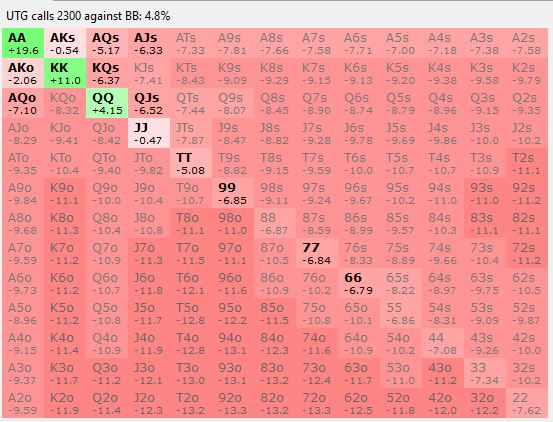 UTG calls 2300 against BB: 4.8%
AA AKs AQs AJs ATs A9s A8s A7s A6s A5s A4s A3s A2s
+19.6 -0.54 -5.17 -6.33 -7.33 -7.81 -7.66 -7.58 -7.71 -7.00 -7.18 -7.38 -7.58
AKo KK KQs KJs KTs K9s K8s K7s K6s K5s K4s K3s K2s
-2.06 +11.0 -6.37 -7.41 -8.43 -9.09 -9.29 -9.15 -9.13 -9.20 -9.38 -9.58 -9.79
AQo KQo QQ QJs QTs Q9s Q8s Q7s Q6s Q5s Q4s Q3s Q2s
-7.10 -8.32 +4.15 -6.52 -7.44 -8.07 -8.45 -8.90 -8.74 -8.79 -8.96 -9.15 -9.35
AJo KJo QJo JJ JTs J9s J8s J7s J6s J5s J4s J3s J2s
-8.29 -9.41 -8.42 -0.47 -7.87 -8.47 -8.82 -9.28 -9.78 -9.69 -9.86 -10.0 -10.2
ATo KTo QTo JTo TT T9s T8s T7s T6s T5s T4s T3s T2s
-9.35 -10.4 -9.40 -9.82 -5.08 -8.82 -9.15 -9.59 -10.0 -10.7 -10.7 -10.9 -11.1
A9o K9o Q9o J9o T9o 99 98s 97s 96s 95s 94s 93s 92s
-9.84 -11.1 -10.0 -10.4 -10.7 -6.85 -9.11 -9.24 -9.67 -10.2 -11.0 -11.0 -11.2
A8o K8o Q8o J8o T8o 98o 88 87s 86s 85s 84s 83s 82s
-9.68 -11.3 -10.4 -10.8 -11.1 -11.0 -6.87 -8.59 -8.99 -9.57 -10.3 -11.1 -11.1
A7o K7o Q7o J7o T7o 97o 87o 77 76s 75s 74s 73s 72s
-9.59 -11.2 -10.9 -11.3 -11.5 -11.1 -10.5 -6.84 -8.33 -8.89 -9.66 -10.4 -11.2
A6o K6o Q6o J6o T6o 96o 86o 76o 66 65s 64s 63s 62s
-9.73 -11.2 -10.7 -11.8 -12.1 -11.6 -10.9 -10.2 -6.79 -8.22 -8.97 -9.75 -10.5
A5o K5o Q5o J5o T5o 95o 85o 75o 65o 55 54s 53s 52s
-8.96 -11.2 -10.8 -11.7 -12.8 -12.2 -11.5 -10.8 -10.1 -6.86 -8.31 -9.09 -9.87
A4o K4o Q4o J4o T4o 94o 84o 74o 64o 54o 44 43s 42s
-9.15 -11.4 -10.9 -11.9 -12.8 -13.1 -12.3 -11.6 -10.9 -10.2 -7.08 -9.26 -10.0
A3o K3o Q3o J3o T3o 93o 83o 73o 63o 53o 43o 33 32s
-9.37 -11.7 -11.2 -12.1 -13.0 -13.2 -13.2 -12.4 -11.7 -11.0 -11.2 -7.34 -10.2
A2o K2o Q2o J2o T2o 92o 82o 72o 62o 52o 42o 32o 22
-9.59 -11.9 -11.4 -12.3 -13.2 -13.3 -13.2 -13.3 -12.5 -11.8 -12.0 -12.2 -7.62